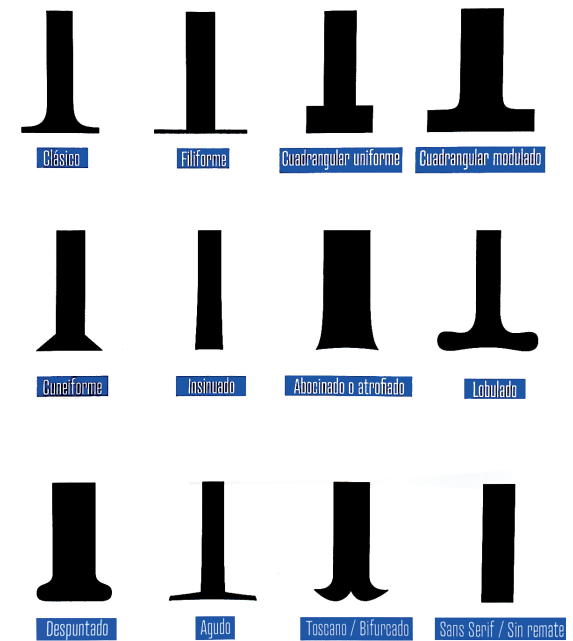 Clásico
Filiforme
Cuadrangular uniforme
Cuadrangular modulado
Cuneiforme
Insinuado
Abocinado o atrofiado
Lobulado
Despuntado
Agudo
Toscano / Bifurcado
Sans Serif / Sin remate